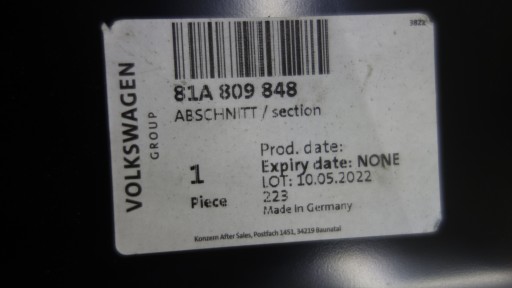 VOLKSWAGEN
GROUP
81A 809 848
ABSCHNITT / section
1
Piece
Prod. date:
Expiry date: NONE
LOT: 10.05.2022
223
Made in Germany
Konzern After Sales, Postfach 1451, 34219 Baunatal